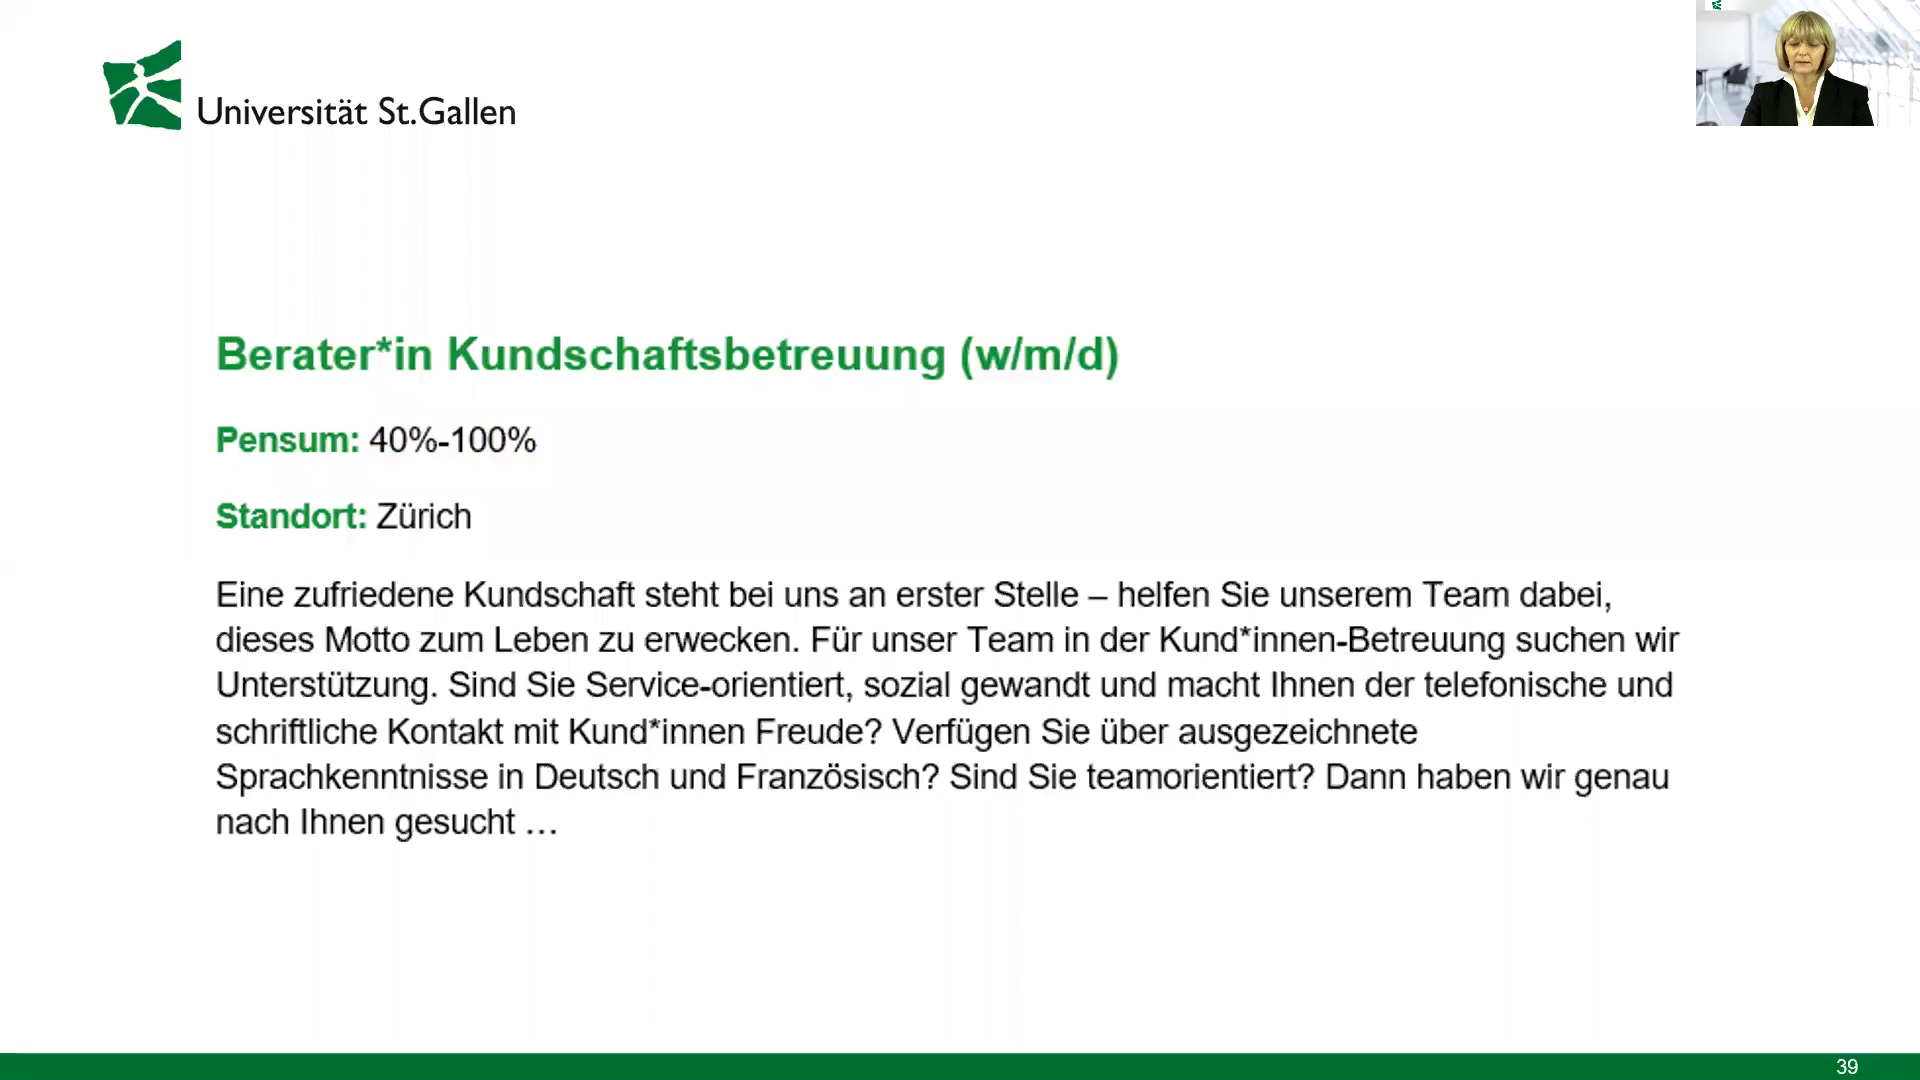 Universität St.Gallen
Berater*in Kundschaftsbetreuung (w/m/d)
Pensum: 40%-100%
Standort: Zürich
Eine zufriedene Kundschaft steht bei uns an erster Stelle – helfen Sie unserem Team dabei,
dieses Motto zum Leben zu erwecken. Für unser Team in der Kund*innen-Betreuung suchen wir
Unterstützung. Sind Sie Service-orientiert, sozial gewandt und macht Ihnen der telefonische und
schriftliche Kontakt mit Kund*innen Freude? Verfügen Sie über ausgezeichnete
Sprachkenntnisse in Deutsch und Französisch? Sind Sie teamorientiert? Dann haben wir genau
nach Ihnen gesucht …
39